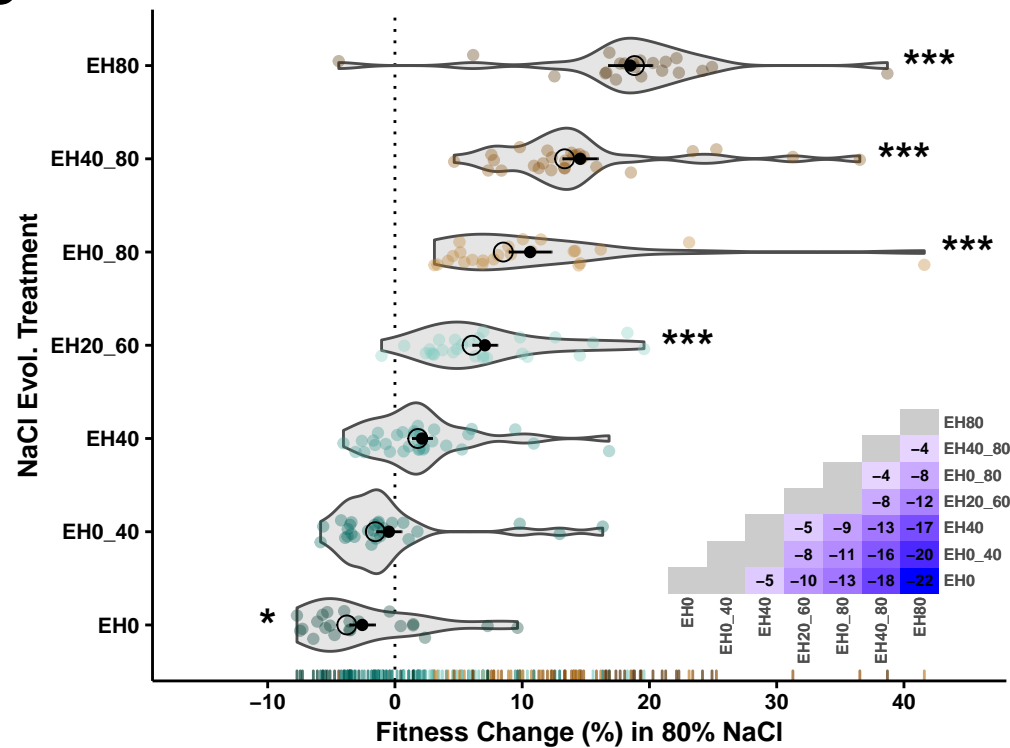 EH80
***
EH40_80
***
EH0_80
***
EH20_60
***
EH40
EH0_40
EH0
*
NaCl Evol. Treatment
−10 0 10 20 30 40
Fitness Change (%) in 80% NaCl
EH80
−4 EH40_80
−4 −8 EH0_80
−8 −12 EH20_60
−5 −9 −13 −17 EH40
−8 −11 −16 −20 EH0_40
−5 −10 −13 −18 −22 EH0
EH0 EH0_40 EH40 EH20_60 EH0_80 EH40_80 EH80